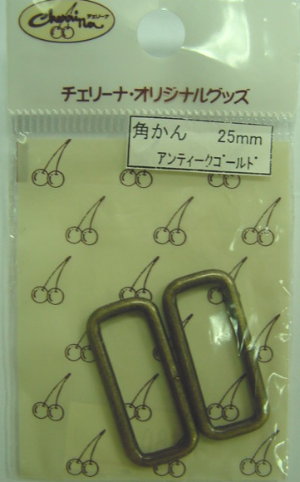 Cherrina
チェリーナ
チェリーナ・オリジナルグッズ
角かん 25mm
アンティークゴールド